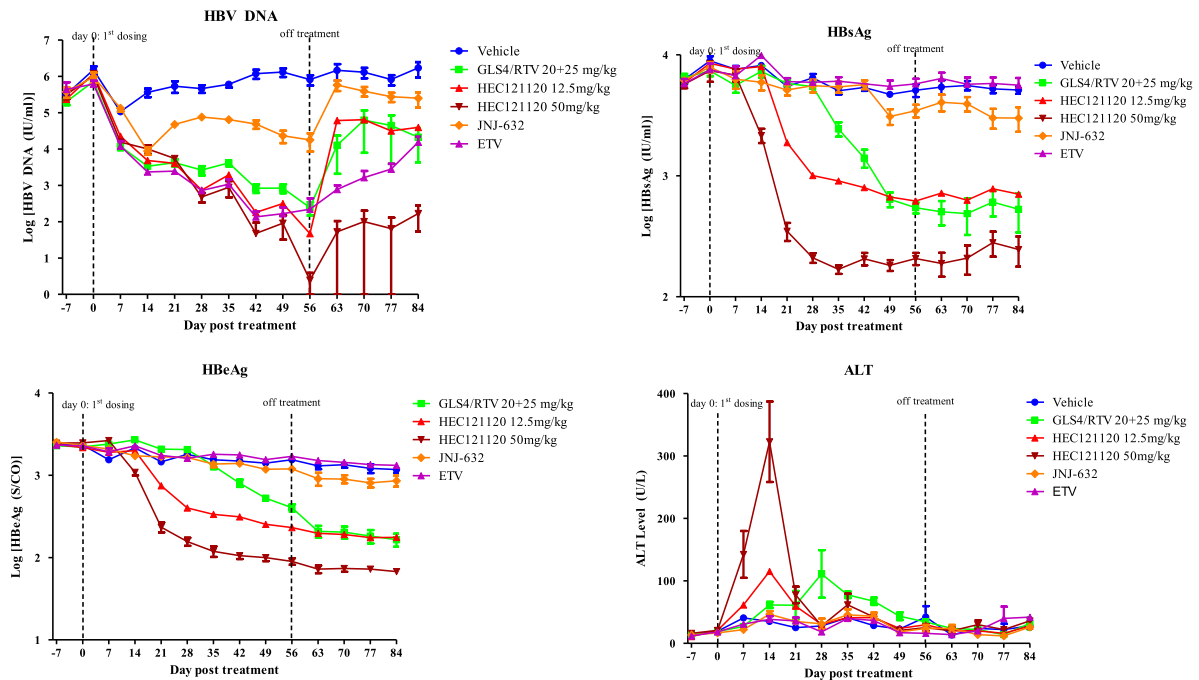 HBV DNA
day 0: 1st dosing
off treatment
Log [HBV DNA (IU/ml)]
7
6
5
4
3
2
1
0
-7 0 7 14 21 28 35 42 49 56 63 70 77 84
Day post treatment
Vehicle
GLS4/RTV 20+25 mg/kg
HEC121120 12.5mg/kg
HEC121120 50mg/kg
JNJ-632
ETV
HBsAg
day 0: 1st dosing
off treatment
Log [HBsAg (IU/ml)]
4
3
2
-7 0 7 14 21 28 35 42 49 56 63 70 77 84
Day post treatment
Vehicle
GLS4/RTV 20+25 mg/kg
HEC121120 12.5mg/kg
HEC121120 50mg/kg
JNJ-632
ETV
HBeAg
day 0: 1st dosing
off treatment
Log [HBeAg (S/CO)]
4
3
2
1
-7 0 7 14 21 28 35 42 49 56 63 70 77 84
Day post treatment
GLS4/RTV 20+25 mg/kg
HEC121120 12.5mg/kg
HEC121120 50mg/kg
JNJ-632
ETV
ALT
day 0: 1st dosing
off treatment
ALT Level (U/L)
400
300
200
100
0
-7 0 7 14 21 28 35 42 49 56 63 70 77 84
Day post treatment
Vehicle
GLS4/RTV 20+25 mg/kg
HEC121120 12.5mg/kg
HEC121120 50mg/kg
JNJ-632
ETV